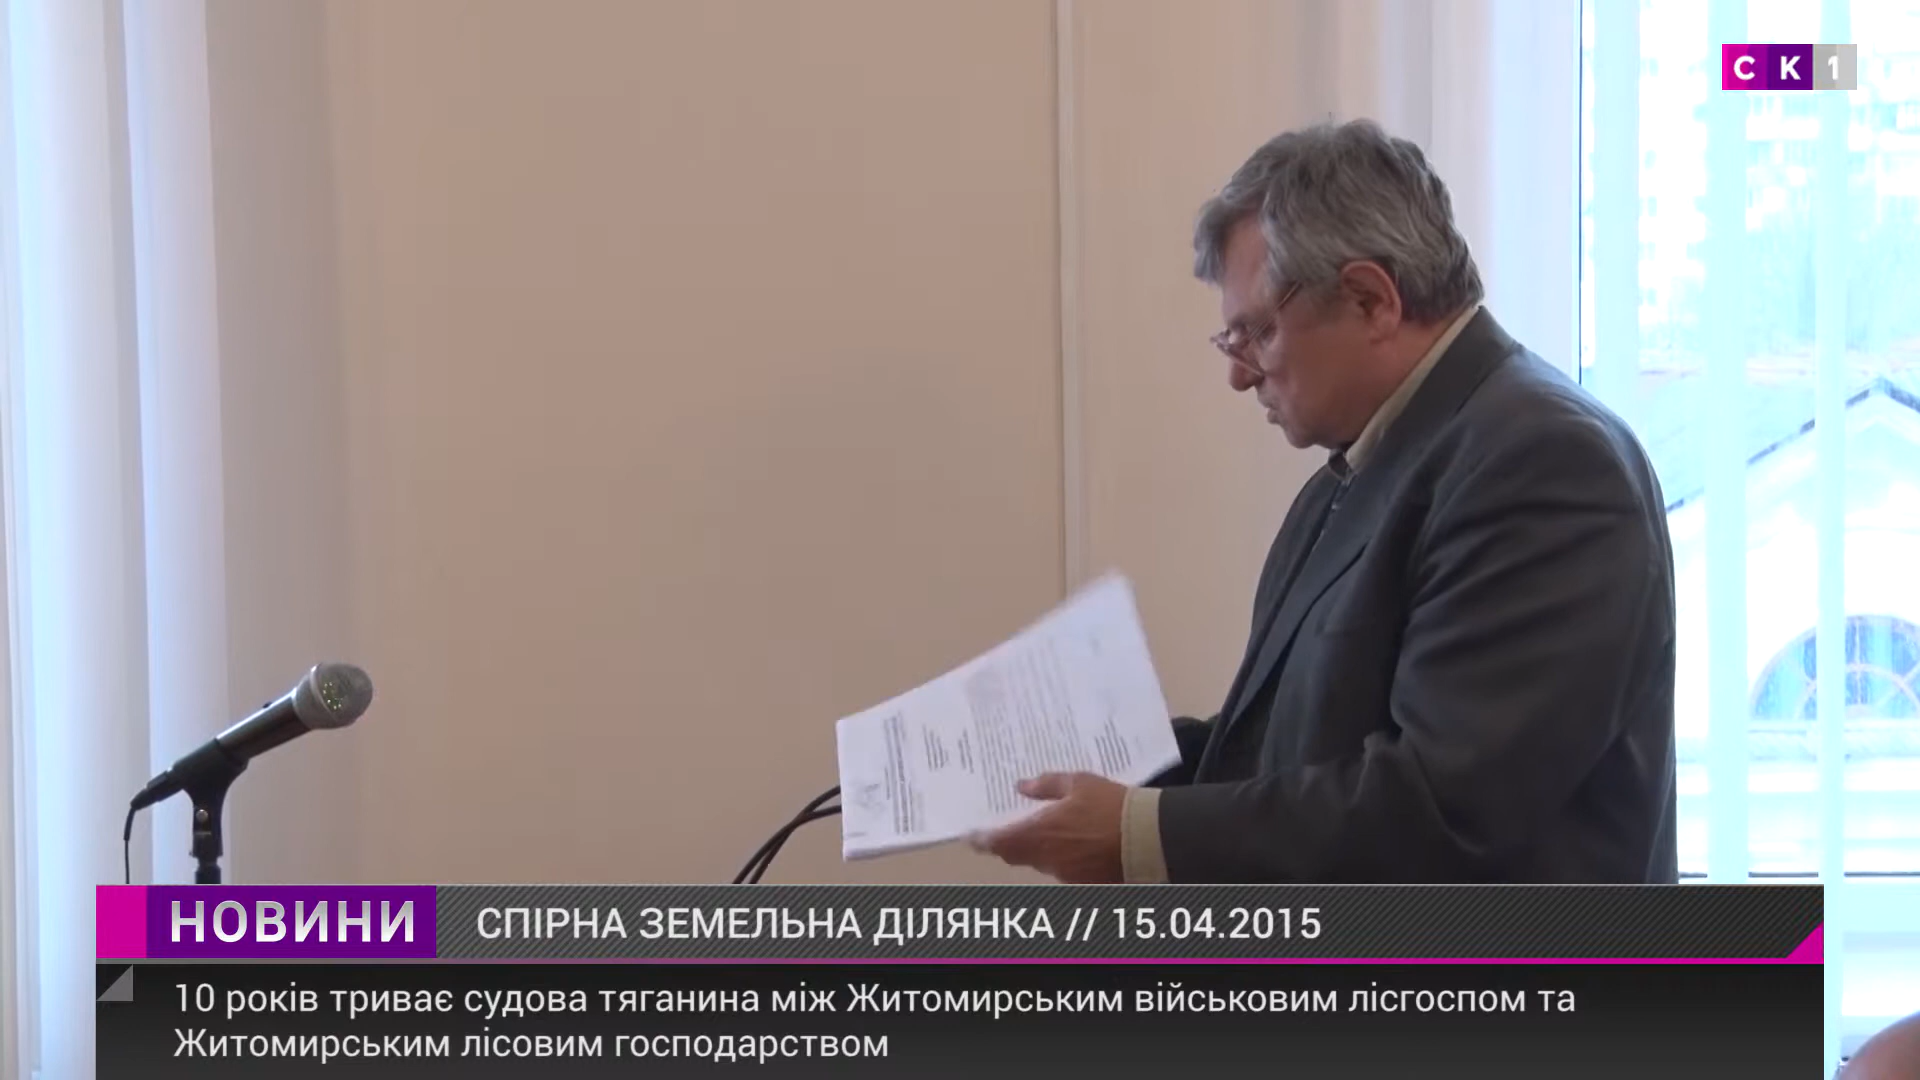 СК1
НОВИНИ
СПІРНА ЗЕМЕЛЬНА ДІЛЯНКА // 15.04.2015
10 років триває судова тяганина між Житомирським військовим лісгоспом та
Житомирським лісовим господарством